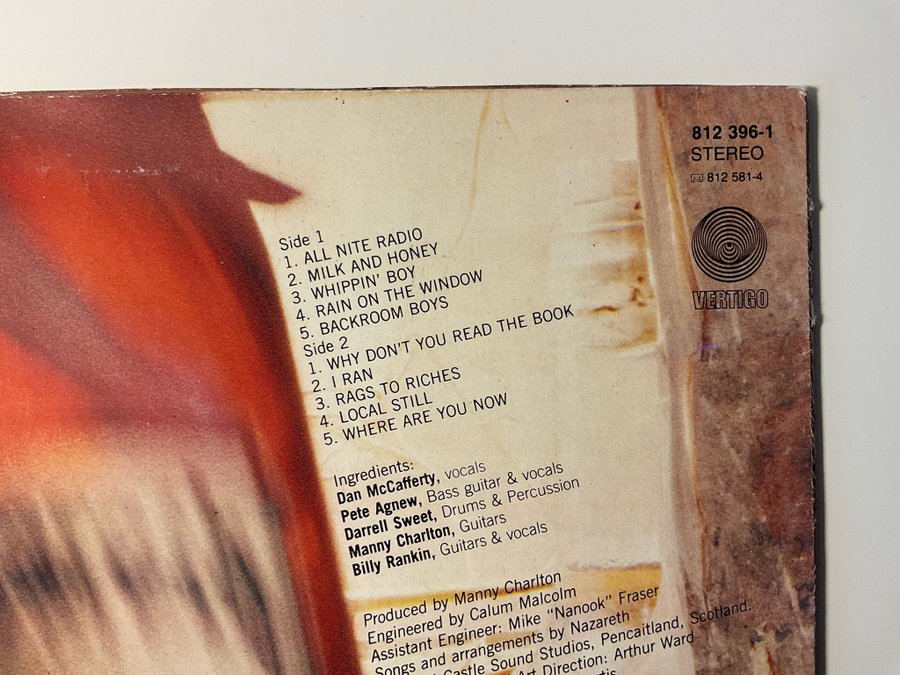 812 396-1
STEREO
812 581-4
VERTIGO
Side 1
1. ALL NITE RADIO
2. MILK AND HONEY
3. WHIPPIN' BOY
4. RAIN ON THE WINDOW
5. BACKROOM BOYS
Side 2
1. WHY DON'T YOU READ THE BOOK
2. I RAN
3. RAGS TO RICHES
4. LOCAL STILL
5. WHERE ARE YOU NOW
Ingredients:
Dan McCafferty, vocals
Pete Agnew, Bass guitar & vocals
Darrell Sweet, Drums & Percussion
Manny Charlton, Guitars
Billy Rankin, Guitars & vocals
Produced by Manny Charlton
Engineered by Calum Malcolm
Assistant Engineer: Mike "Nanook" Fraser
Songs and arrangements by Nazareth
Castle Sound Studios, Pencaitland, Scotland.
Art Direction: Arthur Ward